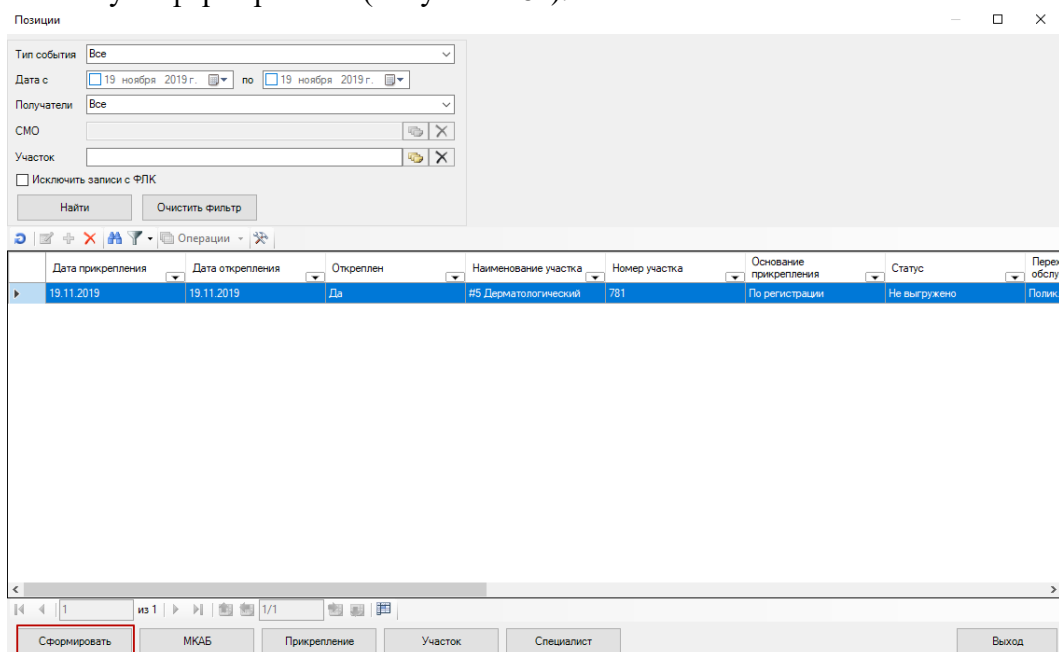 Позиции
Тип события Все
Дата с 19 ноября 2019 г. по 19 ноября 2019 г.
Получатели Все
СМО
Участок
Исключить записи с ФЛК
Найти Очистить фильтр
Операции
Дата прикрепления Дата открепления Откреплен Наименование участка Номер участка Основание прикрепления Статус
19.11.2019 19.11.2019 Да #5 Дерматологический 781 По регистрации Не выгружено
1 из 1 1/1
Сформировать МКАБ Прикрепление Участок Специалист Выход